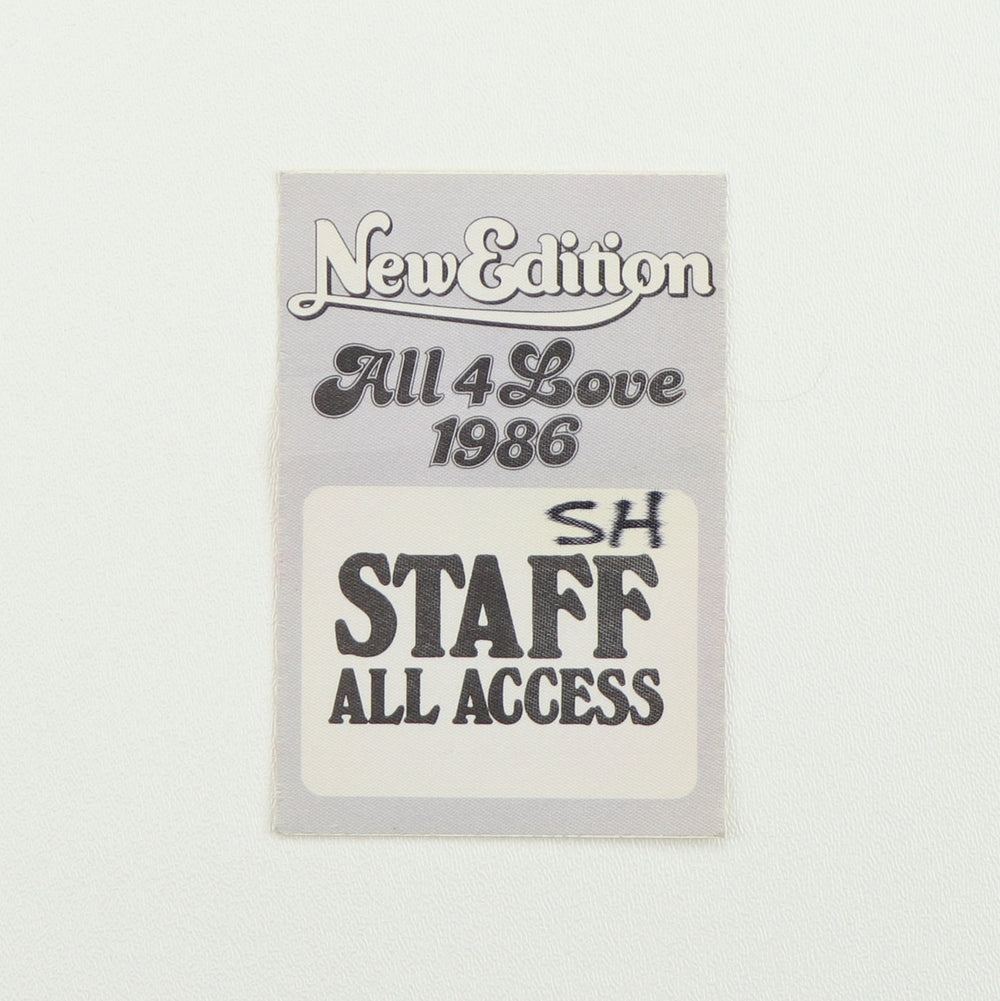 New Edition
All 4 Love
1986
SH
STAFF
ALL ACCESS